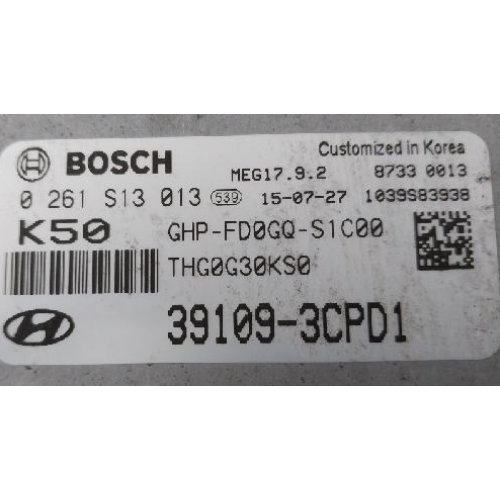 Customized in Korea
BOSCH MEG17.9.2 8733 0013
0 261 S13 013 539 15-07-27 1039S83938
K50 GHP-FD0GQ-S1C00
THG0G30KS0
39109-3CPD1